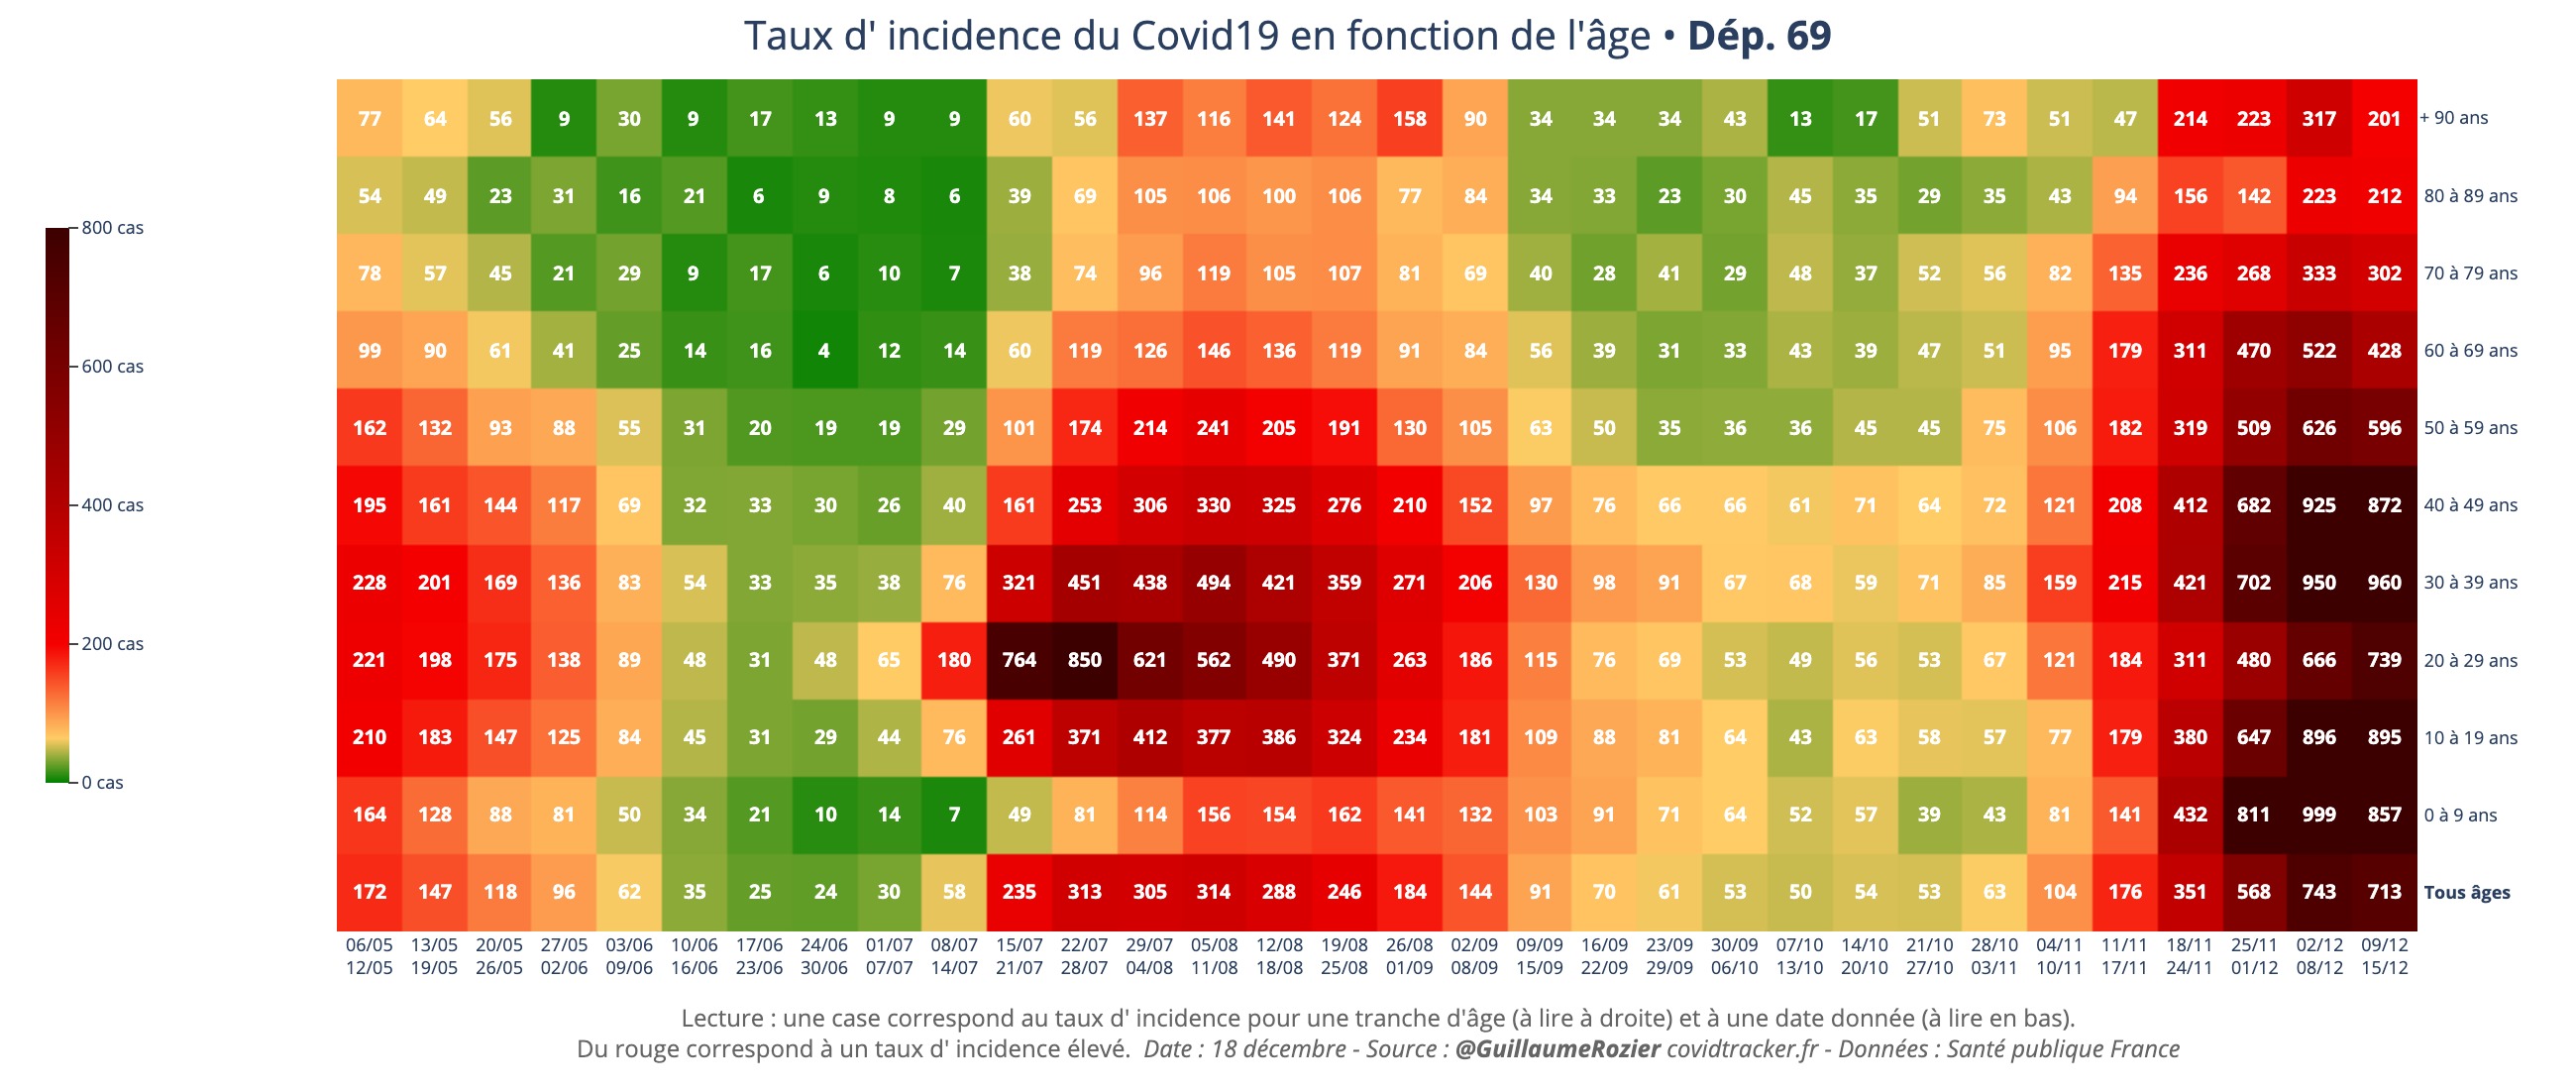 Taux d' incidence du Covid19 en fonction de l'âge • Dép. 69
77 64 56 9 30 9 17 13 9 9 60 56 137 116 141 124 158 90 34 34 34 43 13 17 51 73 51 47 214 223 317 201 + 90 ans
54 49 23 31 16 21 6 9 8 6 39 69 105 106 100 106 77 84 34 33 23 30 45 35 29 35 43 94 156 142 223 212 80 à 89 ans
800 cas
78 57 45 21 29 9 17 6 10 7 38 74 96 119 105 107 81 69 40 28 41 29 48 37 52 56 82 135 236 268 333 302 70 à 79 ans
99 90 61 41 25 14 16 4 12 14 60 119 126 146 136 119 91 84 56 39 31 33 43 39 47 51 95 179 311 470 522 428 60 à 69 ans
600 cas
162 132 93 88 55 31 20 19 19 29 101 174 214 241 205 191 130 105 63 50 35 36 36 45 45 75 106 182 319 509 626 596 50 à 59 ans
400 cas
195 161 144 117 69 32 33 30 26 40 161 253 306 330 325 276 210 152 97 76 66 66 61 71 64 72 121 208 412 682 925 872 40 à 49 ans
228 201 169 136 83 54 33 35 38 76 321 451 438 494 421 359 271 206 130 98 91 67 68 59 71 85 159 215 421 702 950 960 30 à 39 ans
200 cas
221 198 175 138 89 48 31 48 65 180 764 850 621 562 490 371 263 186 115 76 69 53 49 56 53 67 121 184 311 480 666 739 20 à 29 ans
210 183 147 125 84 45 31 29 44 76 261 371 412 377 386 324 234 181 109 88 81 64 43 63 58 57 77 179 380 647 896 895 10 à 19 ans
0 cas
164 128 88 81 50 34 21 10 14 7 49 81 114 156 154 162 141 132 103 91 71 64 52 57 39 43 81 141 432 811 999 857 0 à 9 ans
172 147 118 96 62 35 25 24 30 58 235 313 305 314 288 246 184 144 91 70 61 53 50 54 53 63 104 176 351 568 743 713 Tous âges
06/05 13/05 20/05 27/05 03/06 10/06 17/06 24/06 01/07 08/07 15/07 22/07 29/07 05/08 12/08 19/08 26/08 02/09 09/09 16/09 23/09 30/09 07/10 14/10 21/10 28/10 04/11 11/11 18/11 25/11 02/12 09/12
12/05 19/05 26/05 02/06 09/06 16/06 23/06 30/06 07/07 14/07 21/07 28/07 04/08 11/08 18/08 25/08 01/09 08/09 15/09 22/09 29/09 06/10 13/10 20/10 27/10 03/11 10/11 17/11 24/11 01/12 08/12 15/12
Lecture : une case correspond au taux d' incidence pour une tranche d'âge (à lire à droite) et à une date donnée (à lire en bas).
Du rouge correspond à un taux d' incidence élevé. Date : 18 décembre - Source : @GuillaumeRozier covidtracker.fr - Données : Santé publique France